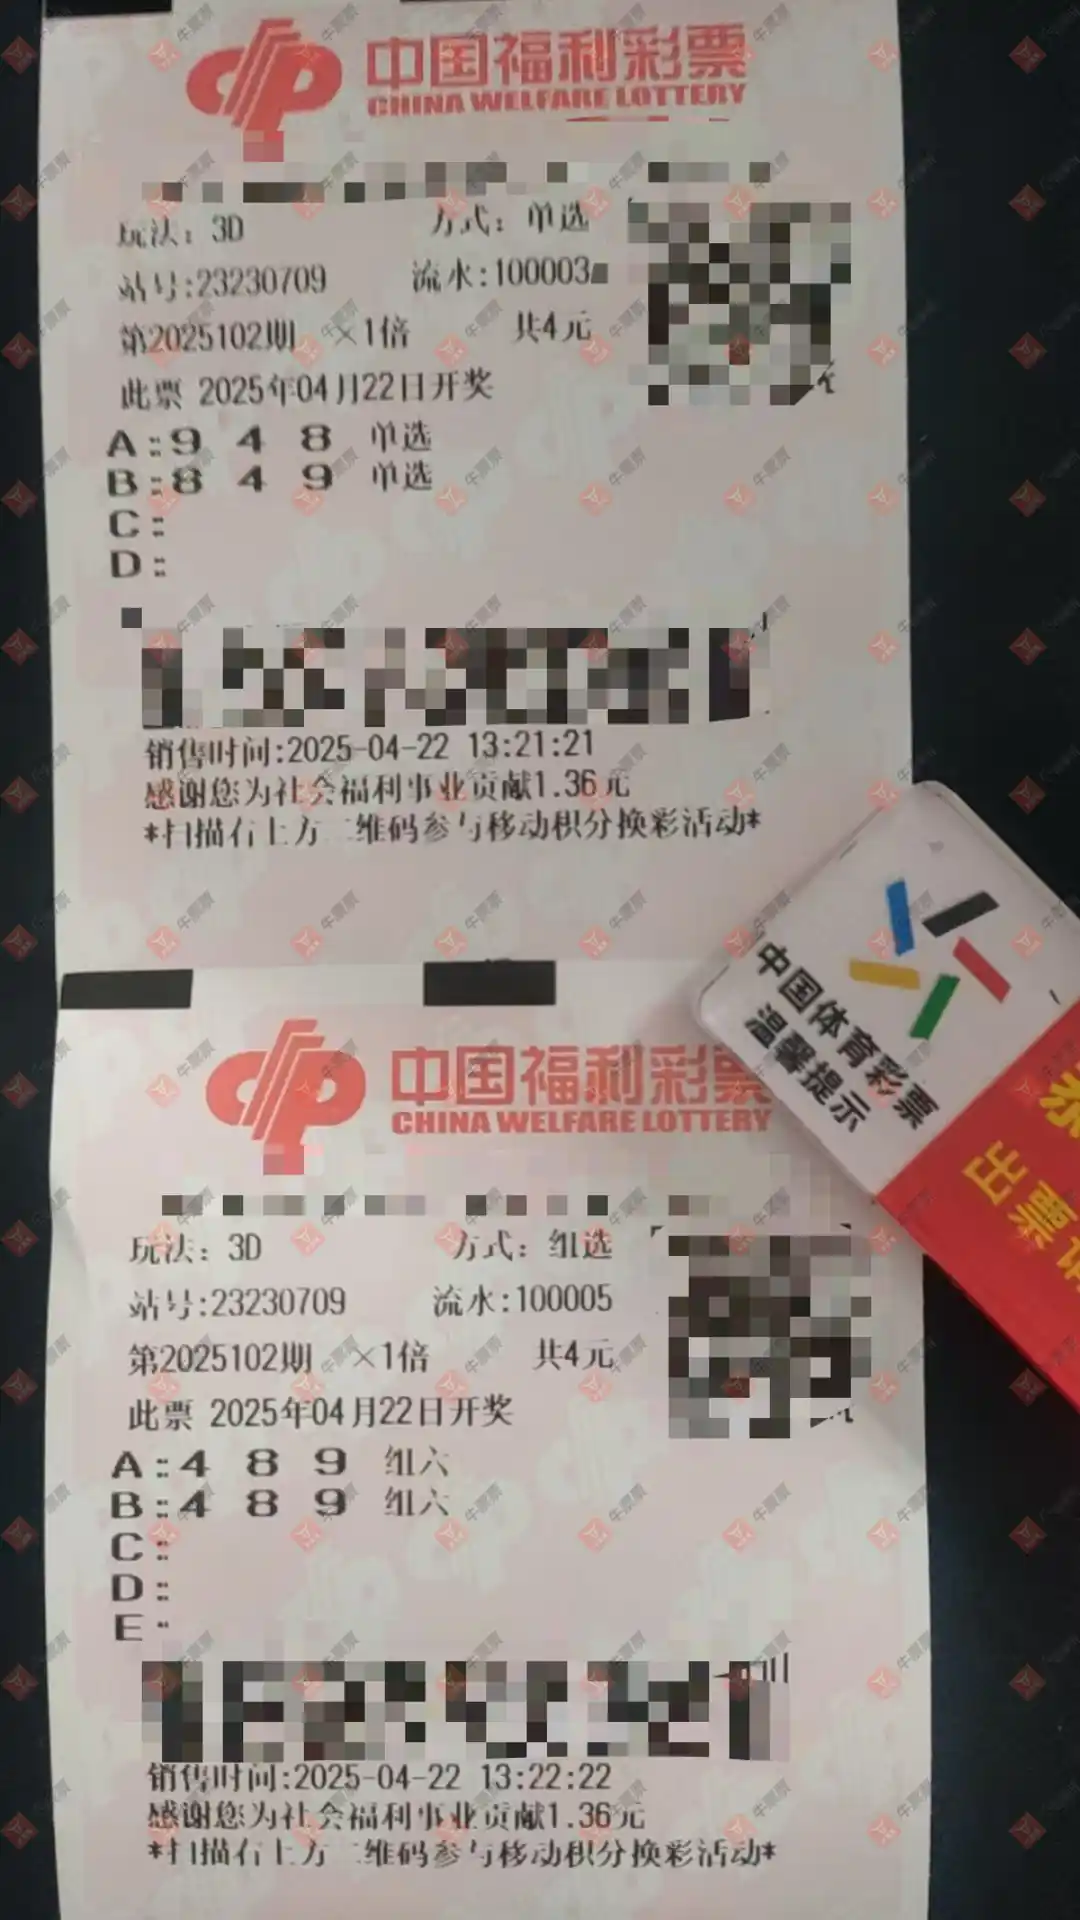 中国福利彩票
CHINA WELFARE LOTTERY
玩法：3D 方式：单选
站号:23230709 流水:100003
第2025102期 ×1倍 共4元
此票 2025年04月22日开奖
A:9 4 8 单选
B:8 4 9 单选
C:
D:
销售时间:2025-04-22 13:21:21
感谢您为社会福利事业贡献1.36元
*扫描右上方二维码参与移动积分换彩活动*
中国体育彩票
温馨提示
出票
中国福利彩票
CHINA WELFARE LOTTERY
玩法：3D 方式：组选
站号:23230709 流水:100005
第2025102期 ×1倍 共4元
此票 2025年04月22日开奖
A:4 8 9 组六
B:4 8 9 组六
C:
D:
E
销售时间:2025-04-22 13:22:22
感谢您为社会福利事业贡献1.36元
*扫描右上方二维码参与移动积分换彩活动*
牛票票